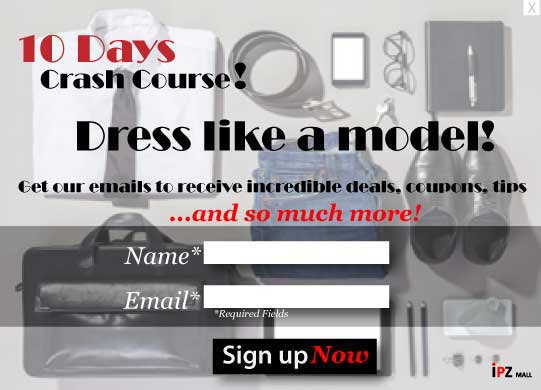 X
10 Days
Crash Course!
Dress like a model!
Get our emails to receive incredible deals, coupons, tips
...and so much more!
Name*
Email*
*Required Fields
Sign up Now
iPZ MALL